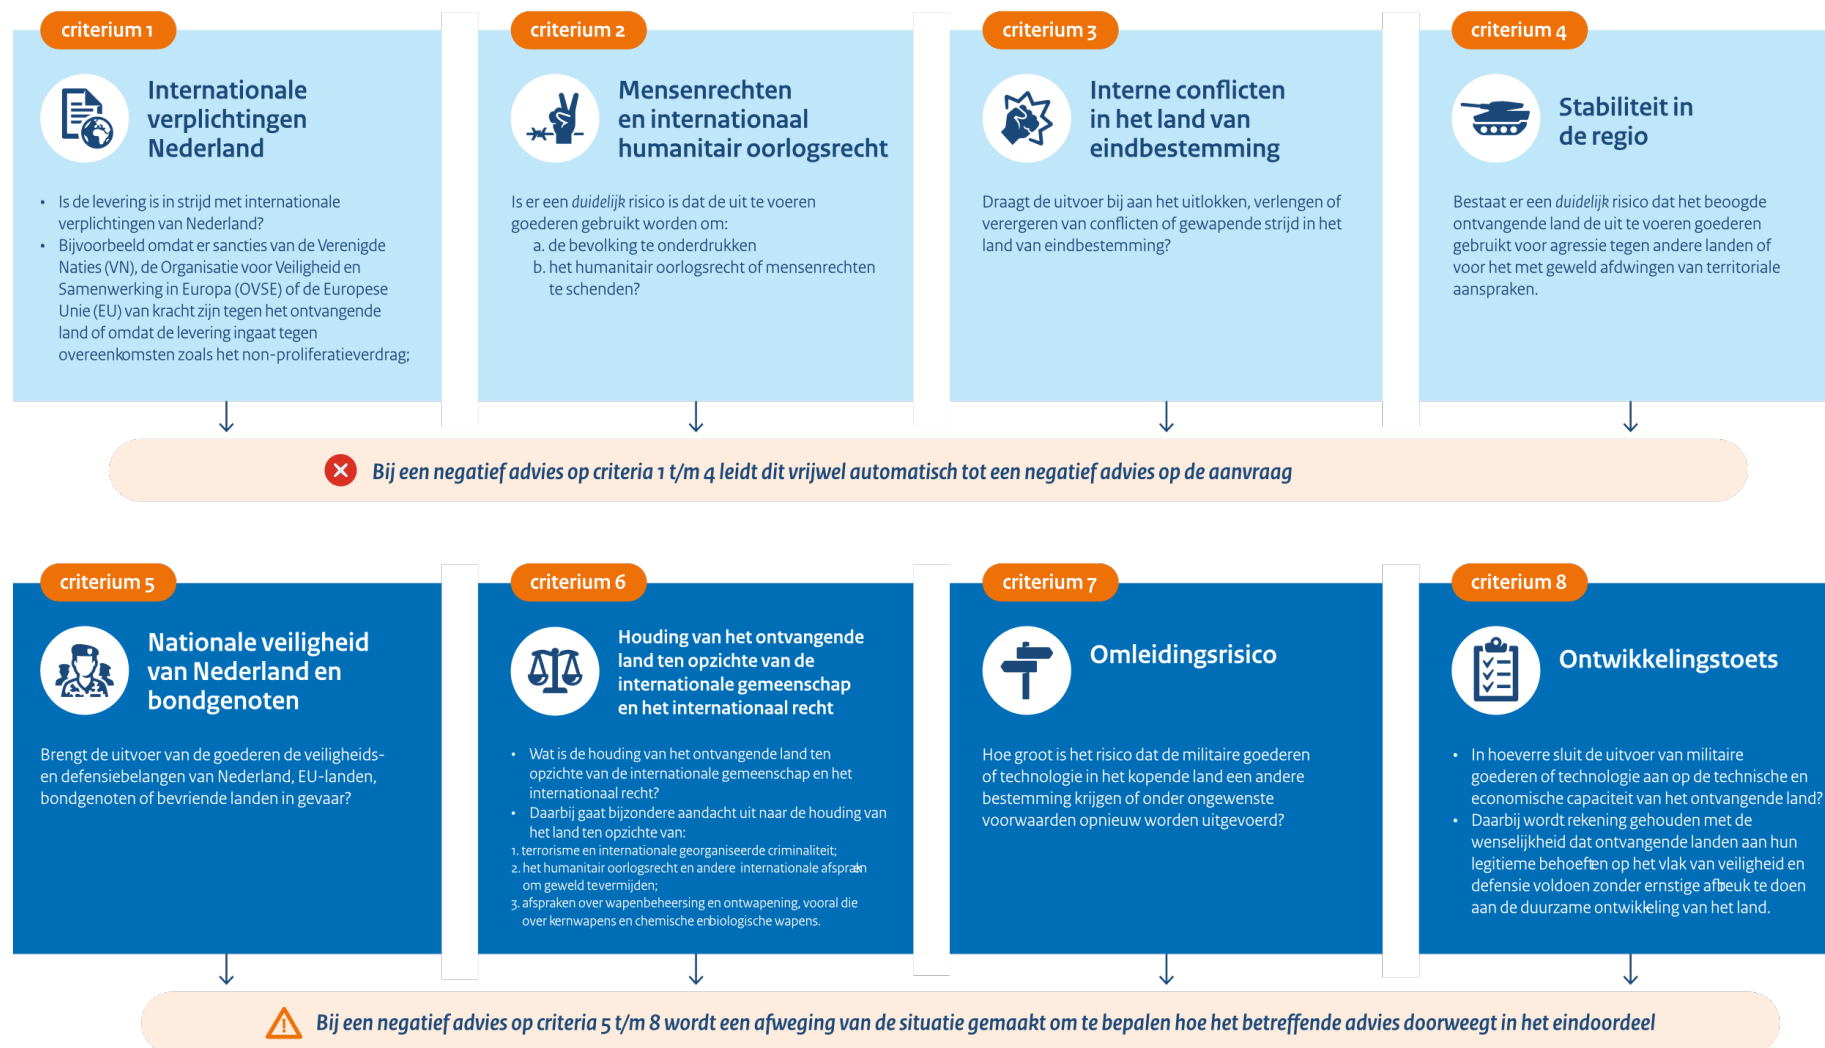 criterium 1
Internationale
verplichtingen
Nederland
• Is de levering is in strijd met internationale
verplichtingen van Nederland?
• Bijvoorbeeld omdat er sancties van de Verenigde
Naties (VN), de Organisatie voor Veiligheid en
Samenwerking in Europa (OVSE) of de Europese
Unie (EU) van kracht zijn tegen het ontvangende
land of omdat de levering ingaat tegen
overeenkomsten zoals het non-proliferatieverdrag;
criterium 2
Mensenrechten
en internationaal
humanitair oorlogsrecht
Is er een duidelijk risico is dat de uit te voeren
goederen gebruikt worden om:
a. de bevolking te onderdrukken
b. het humanitair oorlogsrecht of mensenrechten
te schenden?
criterium 3
Interne conflicten
in het land van
eindbestemming
Draagt de uitvoer bij aan het uitlokken, verlengen of
verergeren van conflicten of gewapende strijd in het
land van eindbestemming?
criterium 4
Stabiliteit in
de regio
Bestaat er een duidelijk risico dat het beoogde
ontvangende land de uit te voeren goederen
gebruikt voor agressie tegen andere landen of
voor het met geweld afdwingen van territoriale
aanspraken.
Bij een negatief advies op criteria 1 t/m 4 leidt dit vrijwel automatisch tot een negatief advies op de aanvraag
criterium 5
Nationale veiligheid
van Nederland en
bondgenoten
Brengt de uitvoer van de goederen de veiligheids-
en defensiebelangen van Nederland, EU-landen,
bondgenoten of bevriende landen in gevaar?
criterium 6
Houding van het ontvangende
land ten opzichte van de
internationale gemeenschap
en het internationaal recht
• Wat is de houding van het ontvangende land ten
opzichte van de internationale gemeenschap en het
internationaal recht?
• Daarbij gaat bijzondere aandacht uit naar de houding van
het land ten opzichte van:
1. terrorisme en internationale georganiseerde criminaliteit;
2. het humanitair oorlogsrecht en andere internationale afspraken
om geweld tevermijden;
3. afspraken over wapenbeheersing en ontwapening, vooral die
over kernwapens en chemische enbiologische wapens.
criterium 7
Omleidingsrisico
Hoe groot is het risico dat de militaire goederen
of technologie in het kopende land een andere
bestemming krijgen of onder ongewenste
voorwaarden opnieuw worden uitgevoerd?
criterium 8
Ontwikkelingstoets
• In hoeverre sluit de uitvoer van militaire
goederen of technologie aan op de technische en
economische capaciteit van het ontvangende land?
• Daarbij wordt rekening gehouden met de
wenselijkheid dat ontvangende landen aan hun
legitieme behoeften op het vlak van veiligheid en
defensie voldoen zonder ernstige afbreuk te doen
aan de duurzame ontwikkeling van het land.
Bij een negatief advies op criteria 5 t/m 8 wordt een afweging van de situatie gemaakt om te bepalen hoe het betreffende advies doorweegt in het eindoordeel